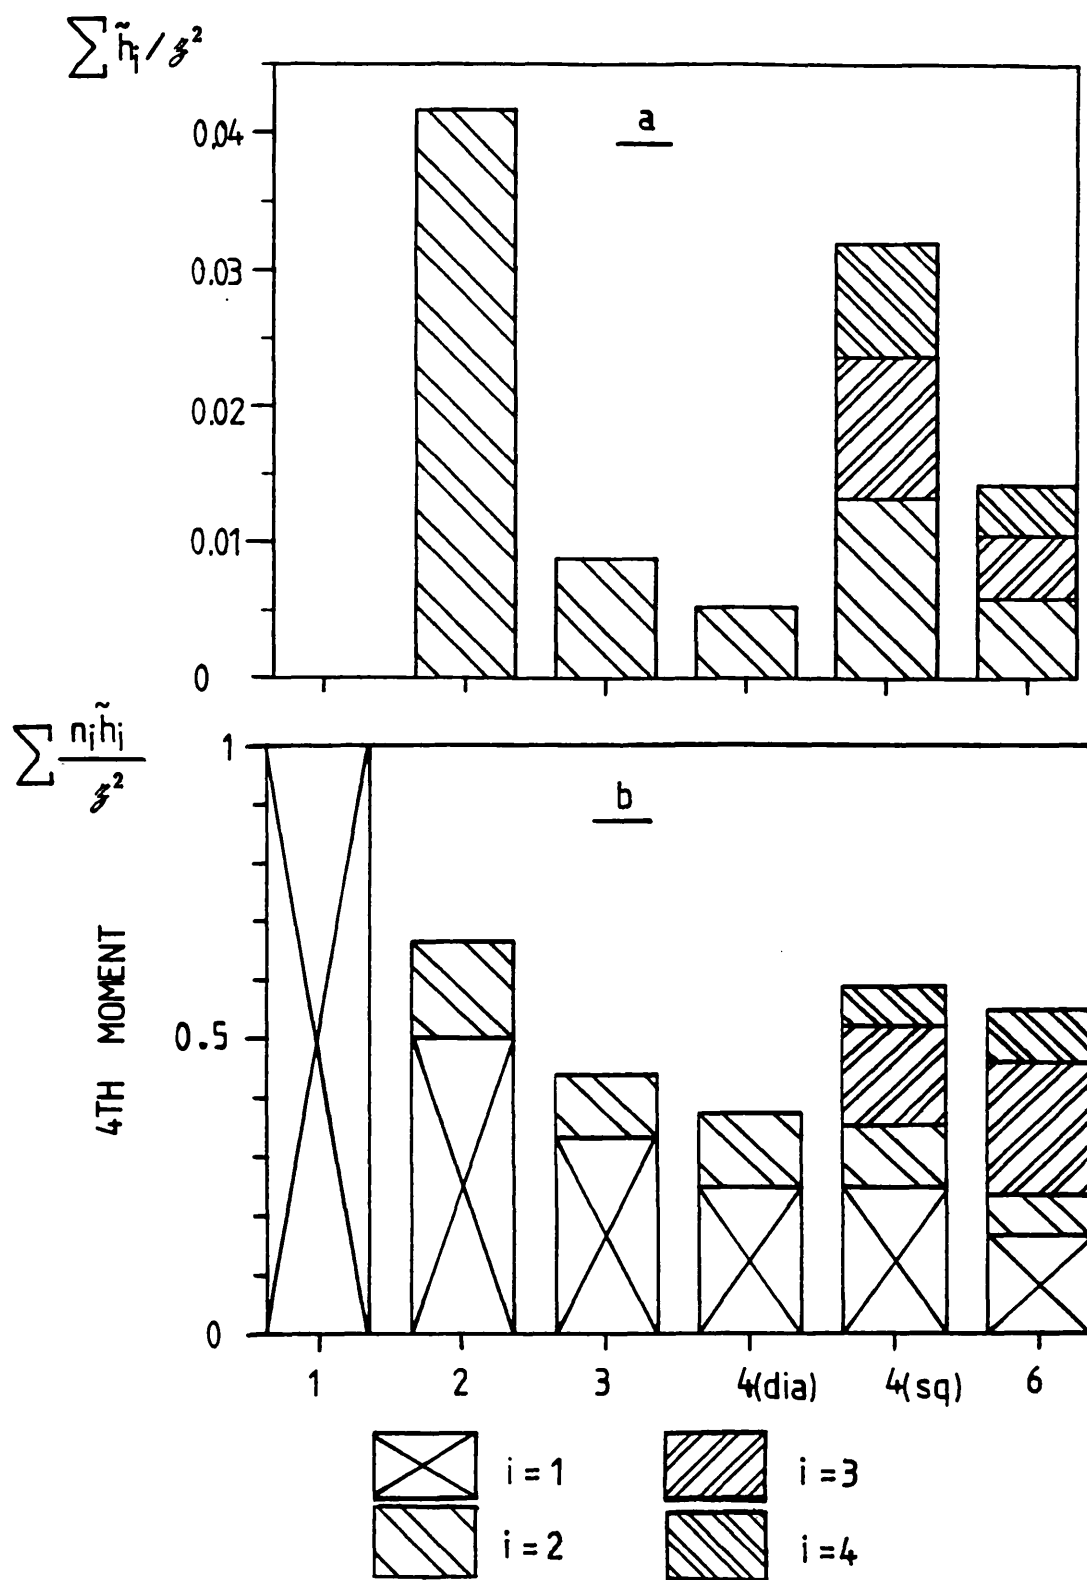 ∑ h̃i / z²
a
0.04
0.03
0.02
0.01
0
∑ nih̃i / z²
b
4TH MOMENT
1
0.5
0
1 2 3 4(dia) 4(sq) 6
i = 1 i = 3
i = 2 i = 4